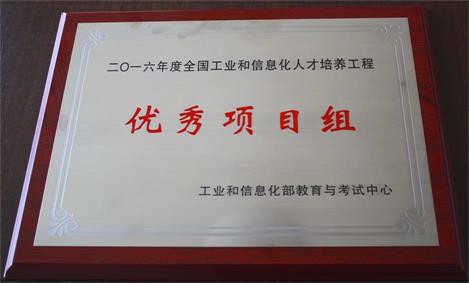 二〇一六年度全国工业和信息化人才培养工程
优秀项目组
工业和信息化部教育与考试中心